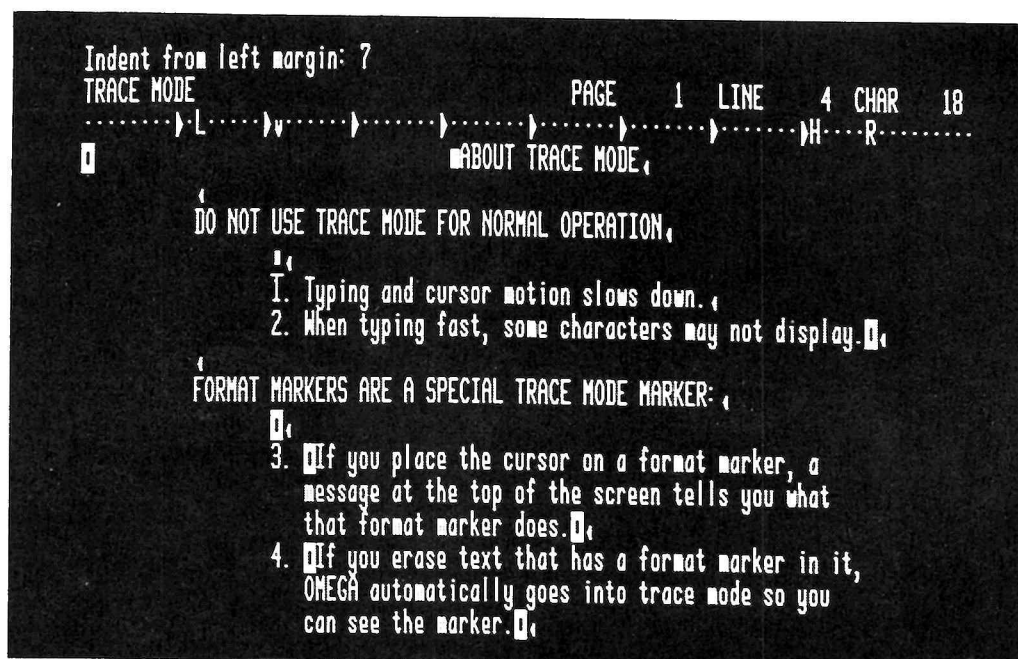 Indent from left margin: 7
TRACE MODE PAGE 1 LINE 4 CHAR 18
L w H R
ABOUT TRACE MODE
DO NOT USE TRACE MODE FOR NORMAL OPERATION
1. Typing and cursor motion slows down.
2. When typing fast, some characters may not display.
FORMAT MARKERS ARE A SPECIAL TRACE MODE MARKER:
3. If you place the cursor on a format marker, a
message at the top of the screen tells you what
that format marker does.
4. If you erase text that has a format marker in it,
OMEGA automatically goes into trace mode so you
can see the marker.